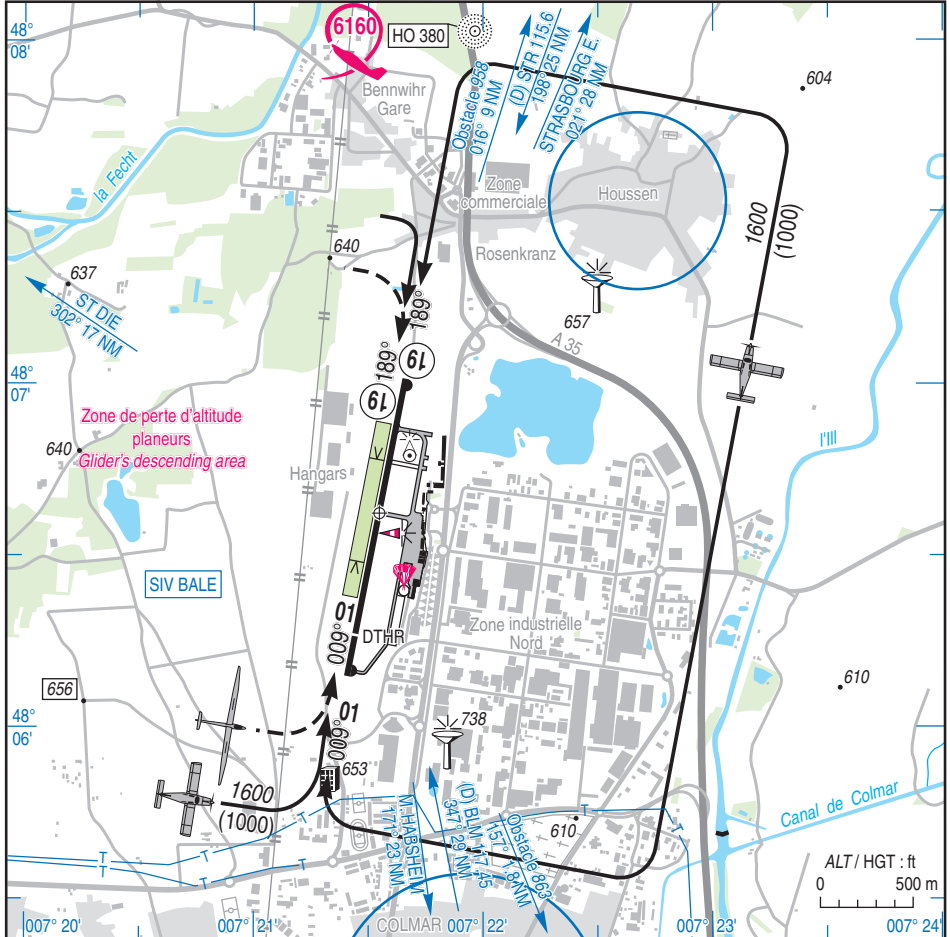 48°
08'
6160
HO 380
Bennwihr
Gare
Obstacle 958
016° 9 NM
(D) STR 115.6
198° 25 NM
STRASBOURG E.
021° 28 NM
604
la Fecht
Zone
commerciale
Houssen
1600
(1000)
640
Rosenkranz
637
ST DIE
302° 17 NM
657
A 35
189°
189°
19
19
48°
07'
Zone de perte d'altitude
planeurs
Glider's descending area
640
Hangars
l'Ill
SIV BALE
01
009°
DTHR
Zone industrielle
Nord
656
610
48°
06'
01
009°
738
653
1600
(1000)
M.HABSHEIM
171° 23 NM
(D) BLM 117.45
347° 29 NM
Obstacle 863
157° 1.8 NM
610
Canal de Colmar
T
T
T
T
T
T
T
ALT / HGT : ft
0 500 m
COLMAR
007° 20'
007° 21'
007° 22'
007° 23'
007° 24'